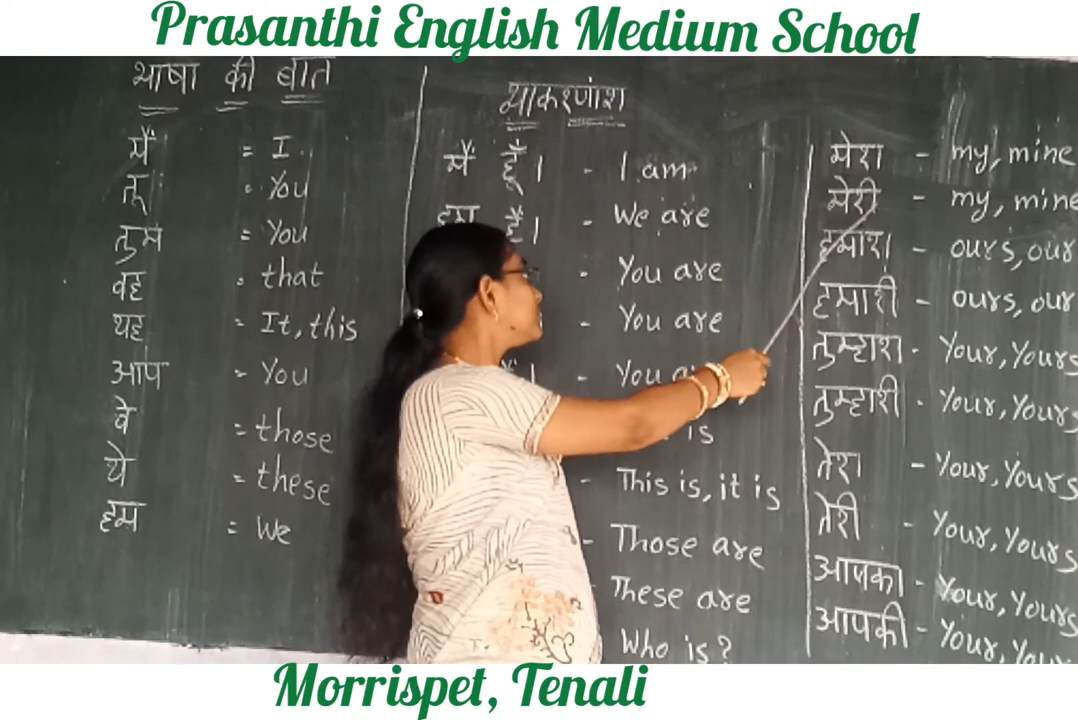 Prasanthi English Medium School
भाषा की बात
मैं = I.
तू = You
तुम = You
वह = that
यह = It, this
आप = You
वे = those
ये = these
हम = We
व्याकरणांश
मैं हूँ। - I am
हम हैं। - We are
- You are
- You are
- You
is
- This is, it is
- Those are
These are
Who is?
मेरा - my, mine
मेरी - my, mine
हमारा - ours, our
हमारी - ours, our
तुम्हारा - Your, Yours
तुम्हारी - Your, Yours
तेरा - Your, Yours
तेरी - Your, Yours
आपका - Your, Yours
आपकी - Your,
Morrispet, Tenali